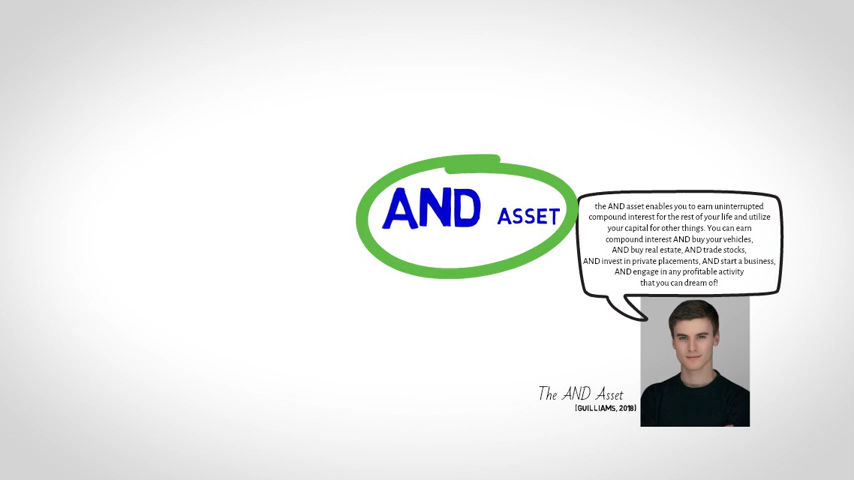 AND ASSET
the AND asset enables you to earn uninterrupted
compound interest for the rest of your life and utilize
your capital for other things. You can earn
compound interest AND buy your vehicles,
AND buy real estate, AND trade stocks,
AND invest in private placements, AND start a business,
AND engage in any profitable activity
that you can dream of!
The AND Asset
(GUILLIAMS, 2018)